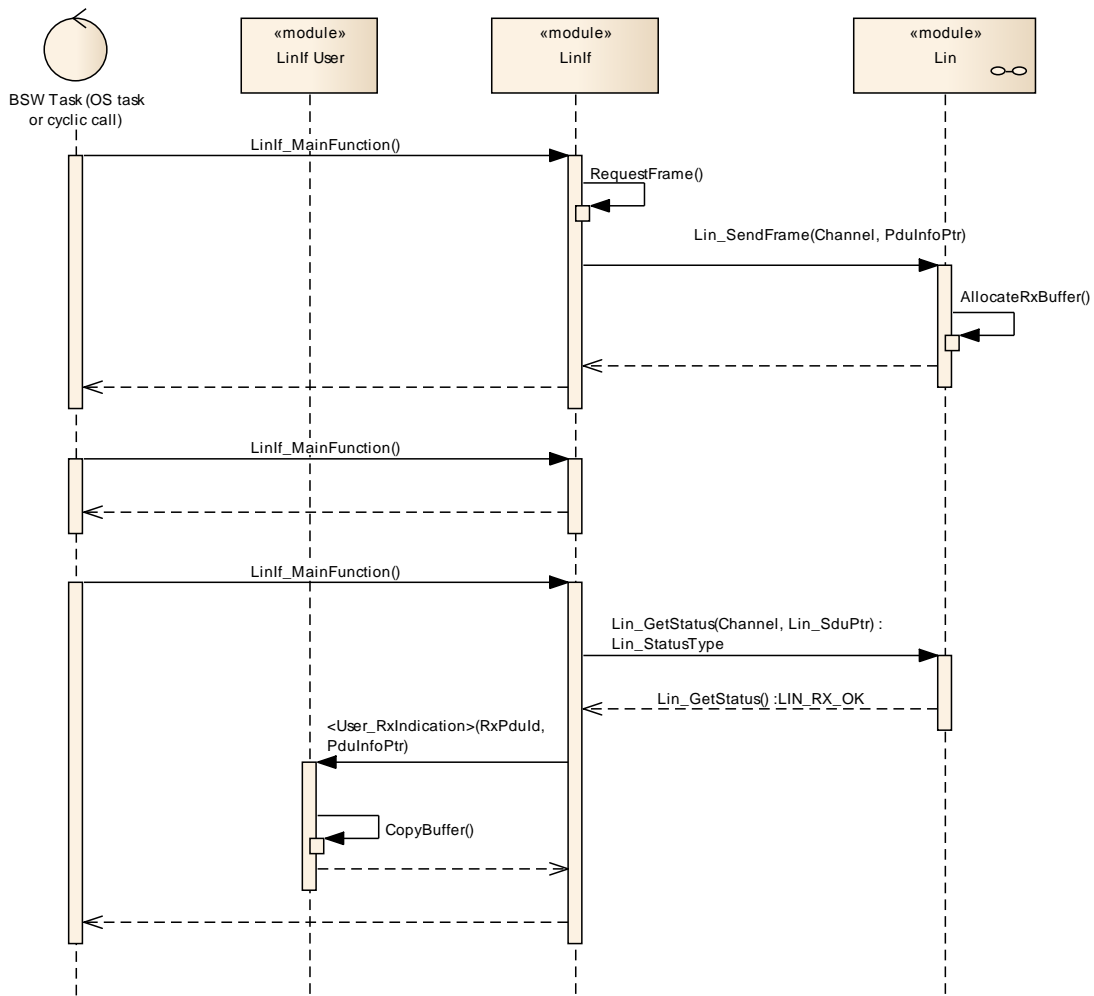 «module»
LinIf User
«module»
LinIf
«module»
Lin
BSW Task (OS task
or cyclic call)
LinIf_MainFunction()
RequestFrame()
Lin_SendFrame(Channel, PduInfoPtr)
AllocateRxBuffer()
LinIf_MainFunction()
LinIf_MainFunction()
Lin_GetStatus(Channel, Lin_SduPtr) :
Lin_StatusType
Lin_GetStatus() :LIN_RX_OK
<User_RxIndication>(RxPduId,
PduInfoPtr)
CopyBuffer()